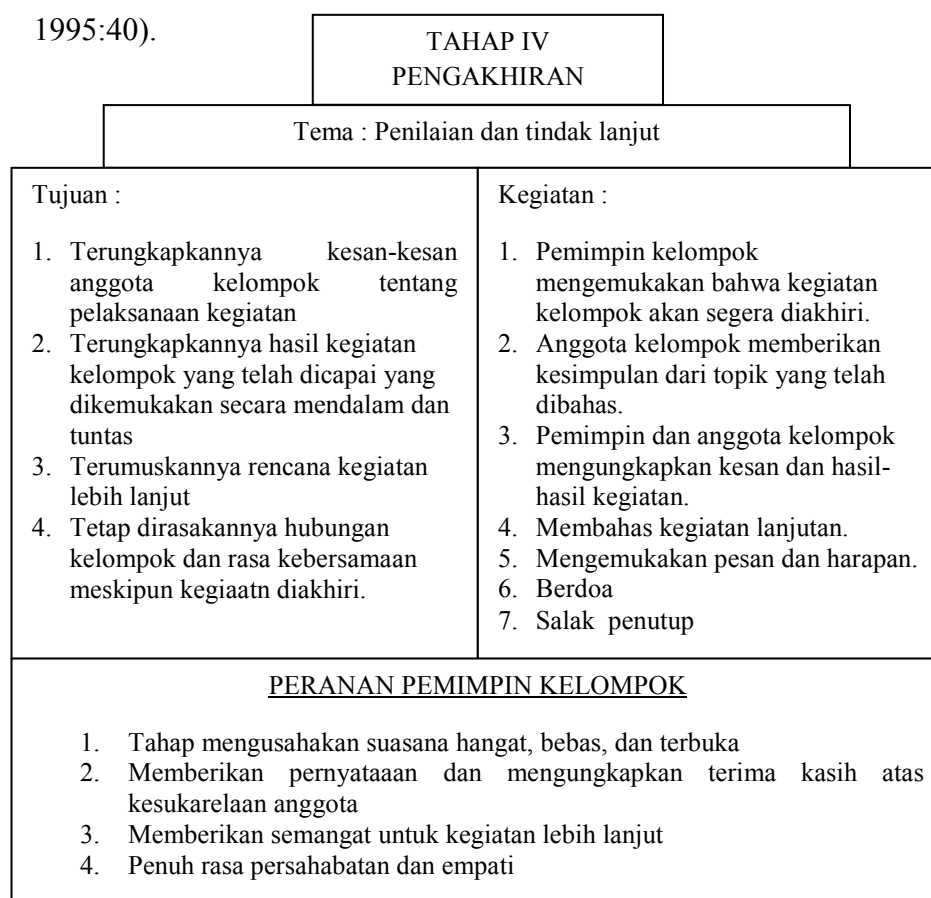 1995:40).
TAHAP IV
PENGAKHIRAN
Tema : Penilaian dan tindak lanjut
Tujuan :
1. Terungkapkannya kesan-kesan
anggota kelompok tentang
pelaksanaan kegiatan
2. Terungkapkannya hasil kegiatan
kelompok yang telah dicapai yang
dikemukakan secara mendalam dan
tuntas
3. Terumuskannya rencana kegiatan
lebih lanjut
4. Tetap dirasakannya hubungan
kelompok dan rasa kebersamaan
meskipun kegiaatn diakhiri.
Kegiatan :
1. Pemimpin kelompok
mengemukakan bahwa kegiatan
kelompok akan segera diakhiri.
2. Anggota kelompok memberikan
kesimpulan dari topik yang telah
dibahas.
3. Pemimpin dan anggota kelompok
mengungkapkan kesan dan hasil-
hasil kegiatan.
4. Membahas kegiatan lanjutan.
5. Mengemukakan pesan dan harapan.
6. Berdoa
7. Salak penutup
PERANAN PEMIMPIN KELOMPOK
1. Tahap mengusahakan suasana hangat, bebas, dan terbuka
2. Memberikan pernyataaan dan mengungkapkan terima kasih atas
kesukarelaan anggota
3. Memberikan semangat untuk kegiatan lebih lanjut
4. Penuh rasa persahabatan dan empati